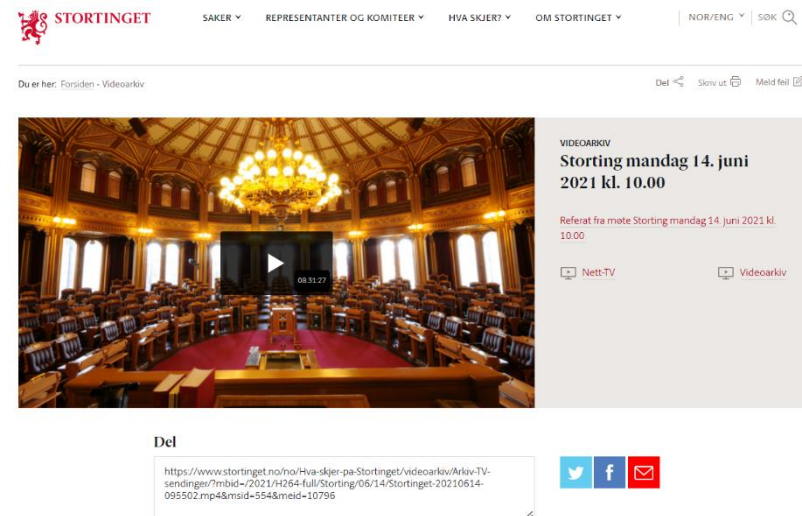 STORTINGET
SAKER
REPRESENTANTER OG KOMITEER
HVA SKJER?
OM STORTINGET
NOR/ENG
SØK
Du er her: Forsiden - Videoarkiv
Del
Skriv ut
Meld feil
VIDEOARKIV
Storting mandag 14. juni
2021 kl. 10.00
Referat fra møte Storting mandag 14. juni 2021 kl.
10.00
Nett-TV
Videoarkiv
08:31:27
Del
https://www.stortinget.no/no/Hva-skjer-pa-Stortinget/videoarkiv/Arkiv-TV-
sendinger/?mbid=/2021/H264-full/Storting/06/14/Stortinget-20210614-
095502.mp4&msid=554&meid=10796